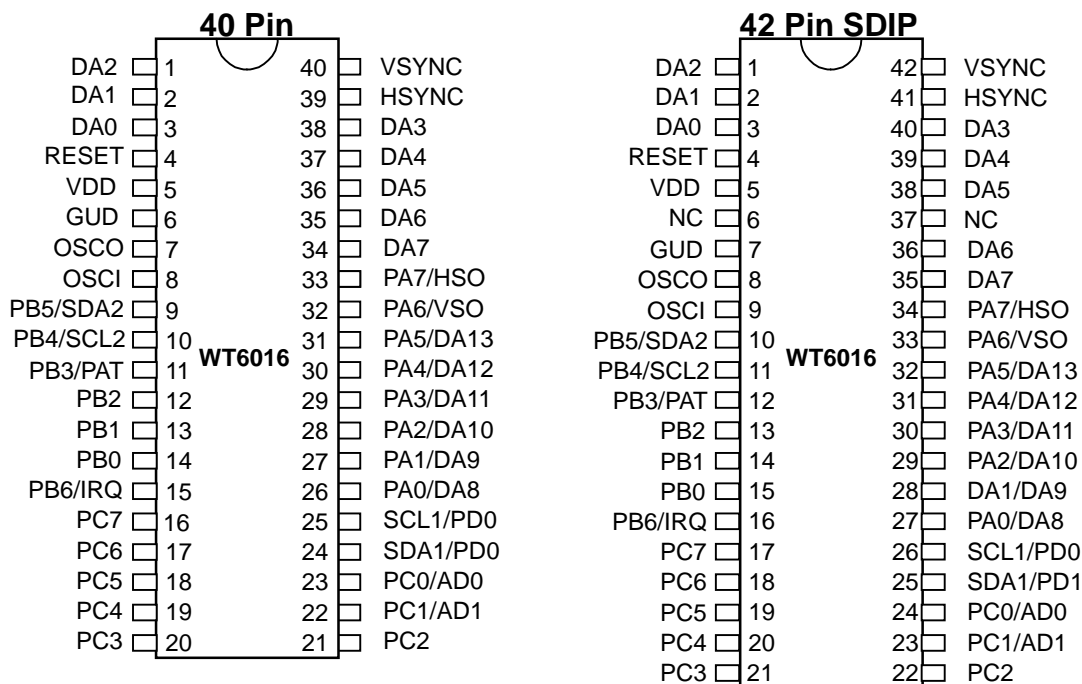 40 Pin
DA2 1 40 VSYNC
DA1 2 39 HSYNC
DA0 3 38 DA3
RESET 4 37 DA4
VDD 5 36 DA5
GUD 6 35 DA6
OSCO 7 34 DA7
OSCI 8 33 PA7/HSO
PB5/SDA2 9 32 PA6/VSO
PB4/SCL2 10 31 PA5/DA13
WT6016
PB3/PAT 11 30 PA4/DA12
PB2 12 29 PA3/DA11
PB1 13 28 PA2/DA10
PB0 14 27 PA1/DA9
PB6/IRQ 15 26 PA0/DA8
PC7 16 25 SCL1/PD0
PC6 17 24 SDA1/PD0
PC5 18 23 PC0/AD0
PC4 19 22 PC1/AD1
PC3 20 21 PC2
42 Pin SDIP
DA2 1 42 VSYNC
DA1 2 41 HSYNC
DA0 3 40 DA3
RESET 4 39 DA4
VDD 5 38 DA5
NC 6 37 NC
GUD 7 36 DA6
OSCO 8 35 DA7
OSCI 9 34 PA7/HSO
PB5/SDA2 10 33 PA6/VSO
WT6016
PB4/SCL2 11 32 PA5/DA13
PB3/PAT 12 31 PA4/DA12
PB2 13 30 PA3/DA11
PB1 14 29 PA2/DA10
PB0 15 28 DA1/DA9
PB6/IRQ 16 27 PA0/DA8
PC7 17 26 SCL1/PD0
PC6 18 25 SDA1/PD1
PC5 19 24 PC0/AD0
PC4 20 23 PC1/AD1
PC3 21 22 PC2